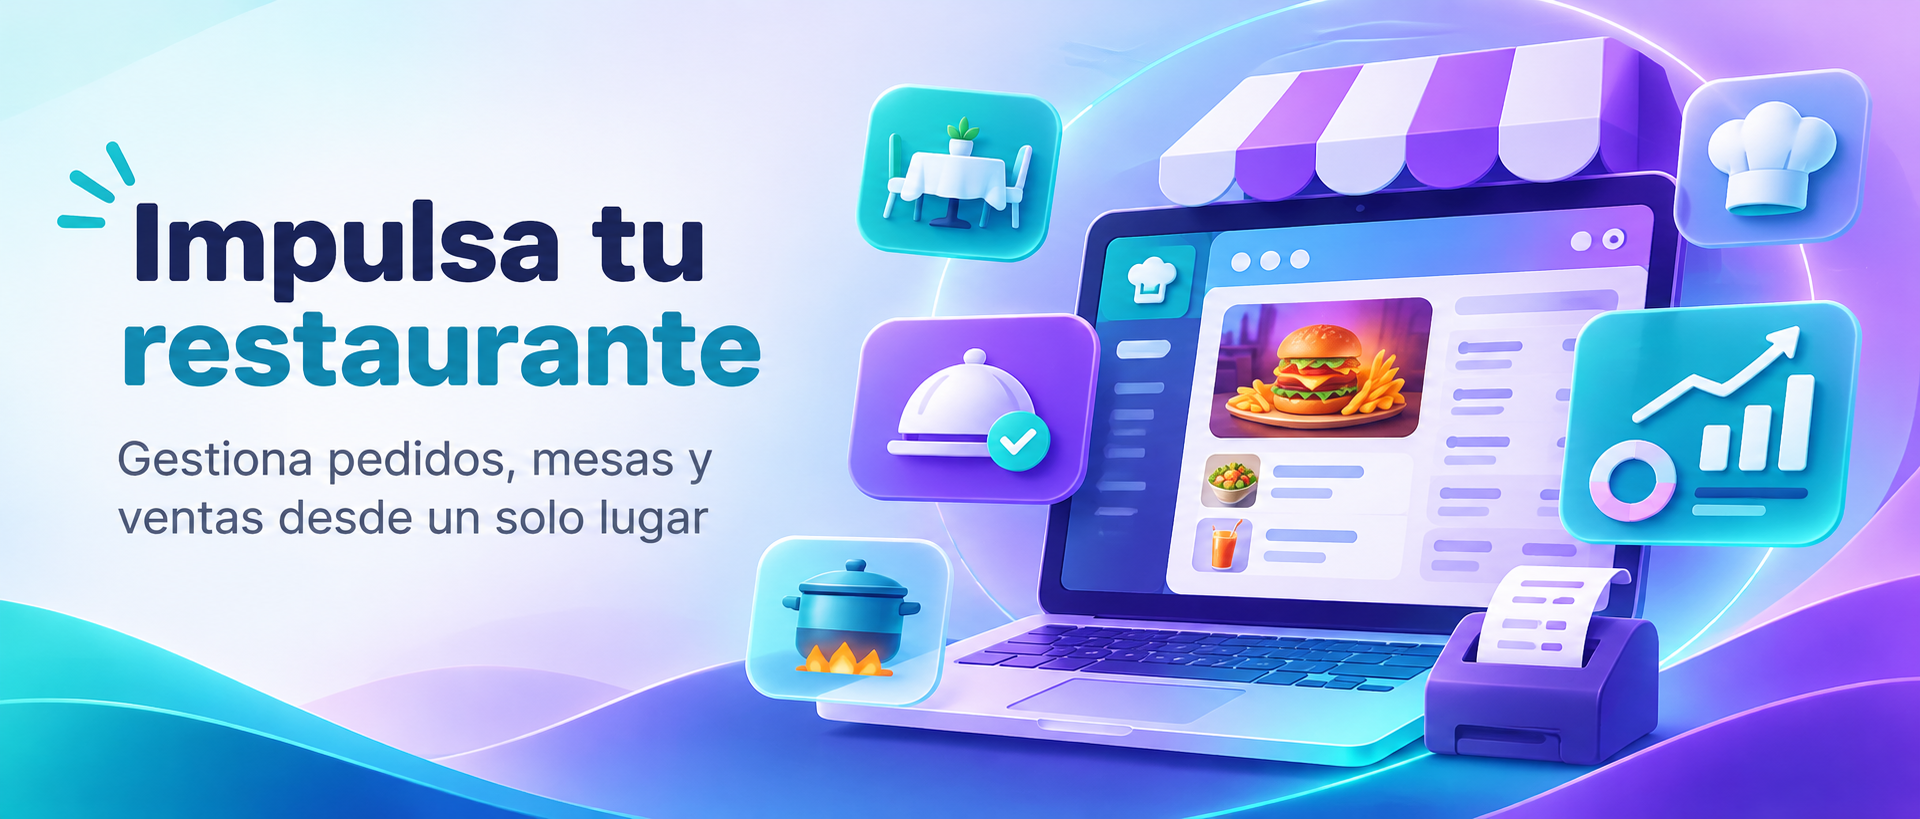 Impulsa tu
restaurante
Gestiona pedidos, mesas y
ventas desde un solo lugar